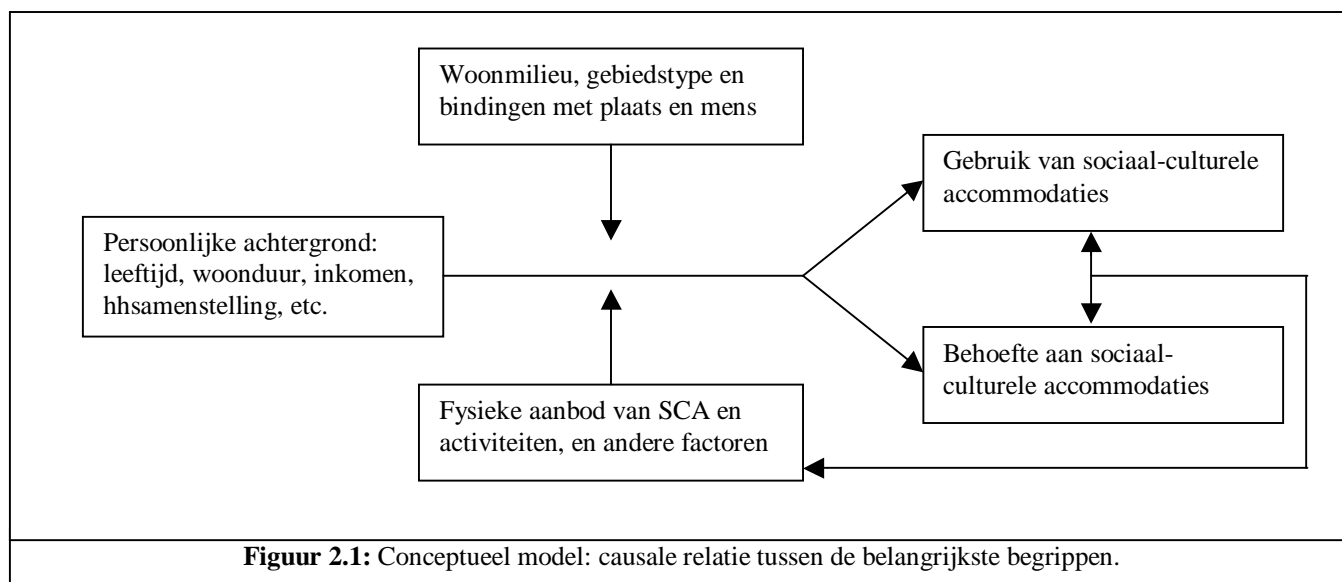 Woonmilieu, gebiedstype en
bindingen met plaats en mens
Gebruik van sociaal-culturele
accommodaties
Persoonlijke achtergrond:
leeftijd, woonduur, inkomen,
hhsamenstelling, etc.
Behoefte aan sociaal-
culturele accommodaties
Fysieke aanbod van SCA en
activiteiten, en andere factoren
Figuur 2.1: Conceptueel model: causale relatie tussen de belangrijkste begrippen.